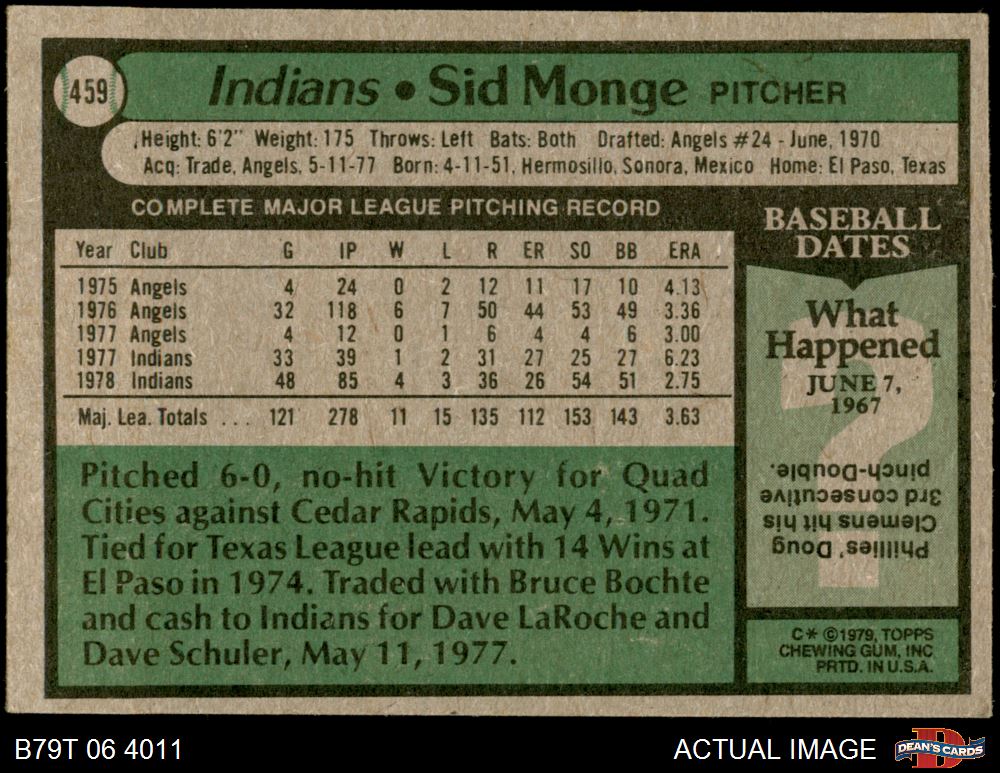 459
Indians • Sid Monge PITCHER
Height: 6'2" Weight: 175 Throws: Left Bats: Both Drafted: Angels #24 - June, 1970
Acq: Trade, Angels, 5-11-77 Born: 4-11-51, Hermosillo, Sonora, Mexico Home: El Paso, Texas
COMPLETE MAJOR LEAGUE PITCHING RECORD
Year Club G IP W L R ER SO BB ERA
1975 Angels 4 24 0 2 12 11 17 10 4.13
1976 Angels 32 118 6 7 50 44 53 49 3.36
1977 Angels 4 12 0 1 6 4 4 6 3.00
1977 Indians 33 39 1 2 31 27 25 27 6.23
1978 Indians 48 85 4 3 36 26 54 51 2.75
Maj. Lea. Totals ... 121 278 11 15 135 112 153 143 3.63
Pitched 6-0, no-hit Victory for Quad
Cities against Cedar Rapids, May 4, 1971.
Tied for Texas League lead with 14 Wins at
El Paso in 1974. Traded with Bruce Bochte
and cash to Indians for Dave LaRoche and
Dave Schuler, May 11, 1977.
BASEBALL
DATES
What
Happened
JUNE 7,
1967
?
Phillies' Doug
Clemens hit his
3rd consecutive
pinch-Double.
C* ©1979, TOPPS
CHEWING GUM, INC
PRTD. IN U.S.A.
B79T 06 4011
ACTUAL IMAGE
D
DEAN'S CARDS